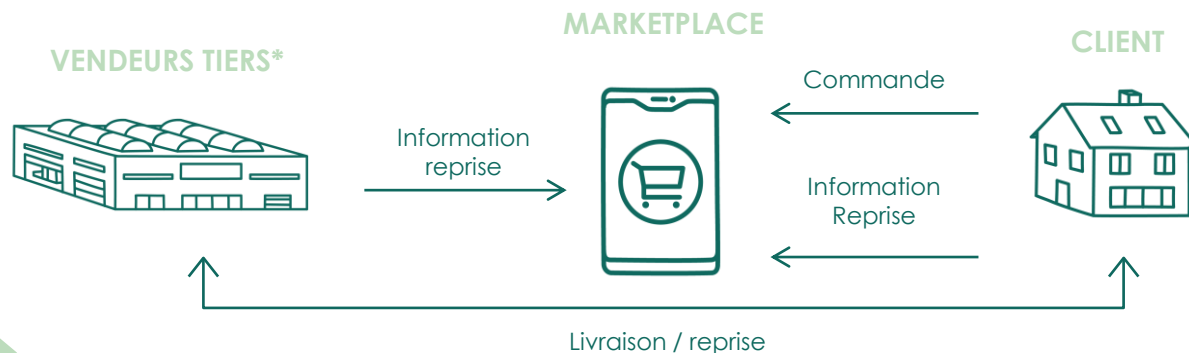 MARKETPLACE
VENDEURS TIERS*
CLIENT
Commande
Information
reprise
Information
Reprise
Livraison / reprise